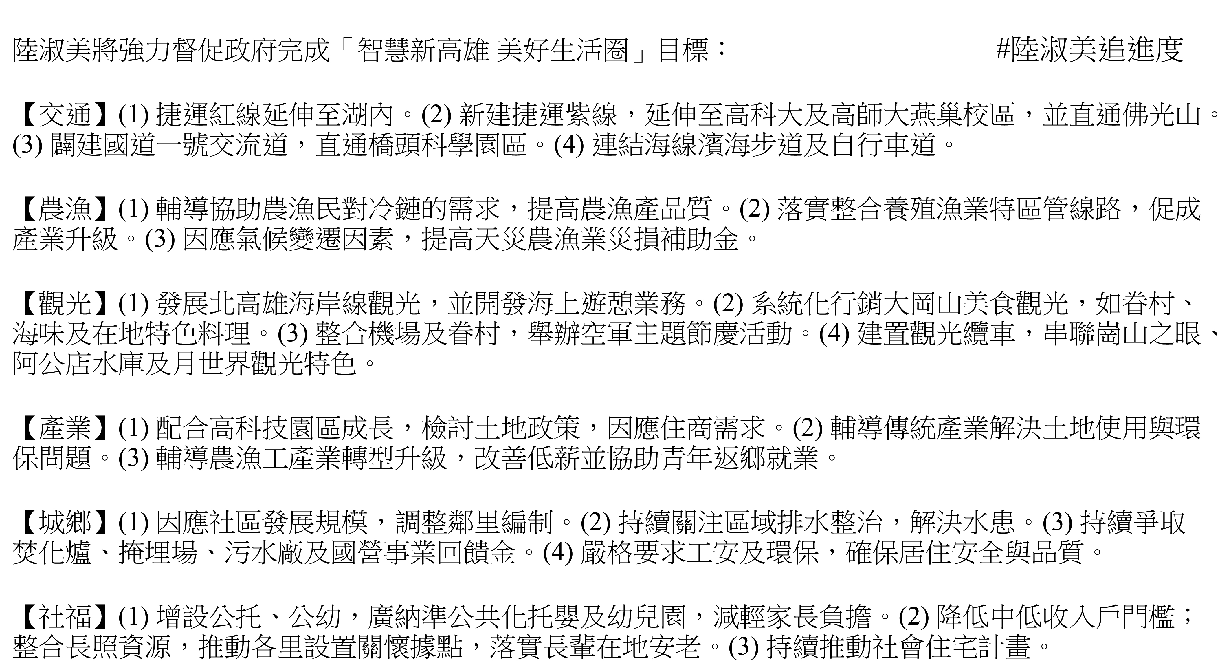 陸淑美將強力督促政府完成「智慧新高雄 美好生活圈」目標： #陸淑美追進度
【交通】(1) 捷運紅線延伸至湖內。(2) 新建捷運紫線，延伸至高科大及高師大燕巢校區，並直通佛光山。
(3) 闢建國道一號交流道，直通橋頭科學園區。(4) 連結海線濱海步道及自行車道。
【農漁】(1) 輔導協助農漁民對冷鏈的需求，提高農漁產品質。(2) 落實整合養殖漁業特區管線路，促成
產業升級。(3) 因應氣候變遷因素，提高天災農漁業災損補助金。
【觀光】(1) 發展北高雄海岸線觀光，並開發海上遊憩業務。(2) 系統化行銷大岡山美食觀光，如眷村、
海味及在地特色料理。(3) 整合機場及眷村，舉辦空軍主題節慶活動。(4) 建置觀光纜車，串聯崗山之眼、
阿公店水庫及月世界觀光特色。
【產業】(1) 配合高科技園區成長，檢討土地政策，因應住商需求。(2) 輔導傳統產業解決土地使用與環
保問題。(3) 輔導農漁工產業轉型升級，改善低薪並協助青年返鄉就業。
【城鄉】(1) 因應社區發展規模，調整鄰里編制。(2) 持續關注區域排水整治，解決水患。(3) 持續爭取
焚化爐、掩埋場、污水廠及國營事業回饋金。(4) 嚴格要求工安及環保，確保居住安全與品質。
【社福】(1) 增設公托、公幼，廣納準公共化托嬰及幼兒園，減輕家長負擔。(2) 降低中低收入戶門檻；
整合長照資源，推動各里設置關懷據點，落實長輩在地安老。(3) 持續推動社會住宅計畫。